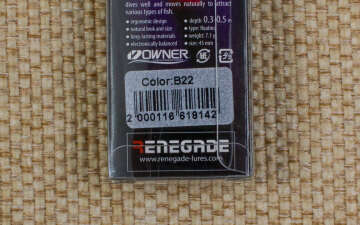 dives well and moves naturally to attract
various types of fish.
• ergonomic design • depth 0.3-0.5 m
• natural look and size • type: floating
• long lasting materials • weight: 7.1 g
• electronically balanced • size: 45 mm
OWNER
Color:B22
2 000116 619142
RENEGADE
www.renegade-lures.com